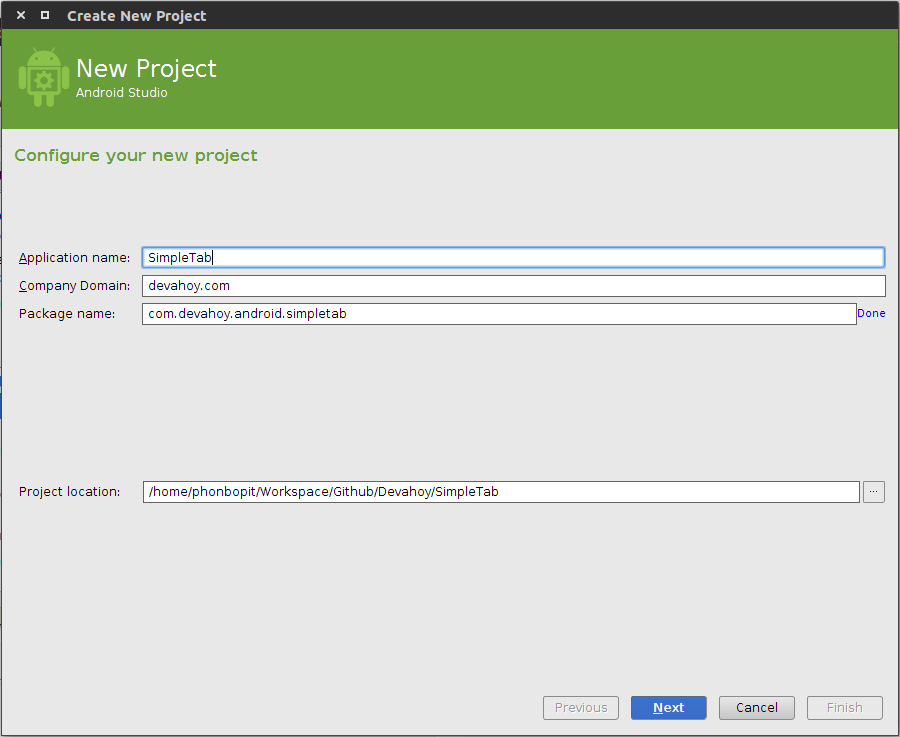 Create New Project
New Project
Android Studio
Configure your new project
Application name: SimpleTab
Company Domain: devahoy.com
Package name: com.devahoy.android.simpletab Done
Project location: /home/phonbopit/Workspace/Github/Devahoy/SimpleTab ...
Previous Next Cancel Finish